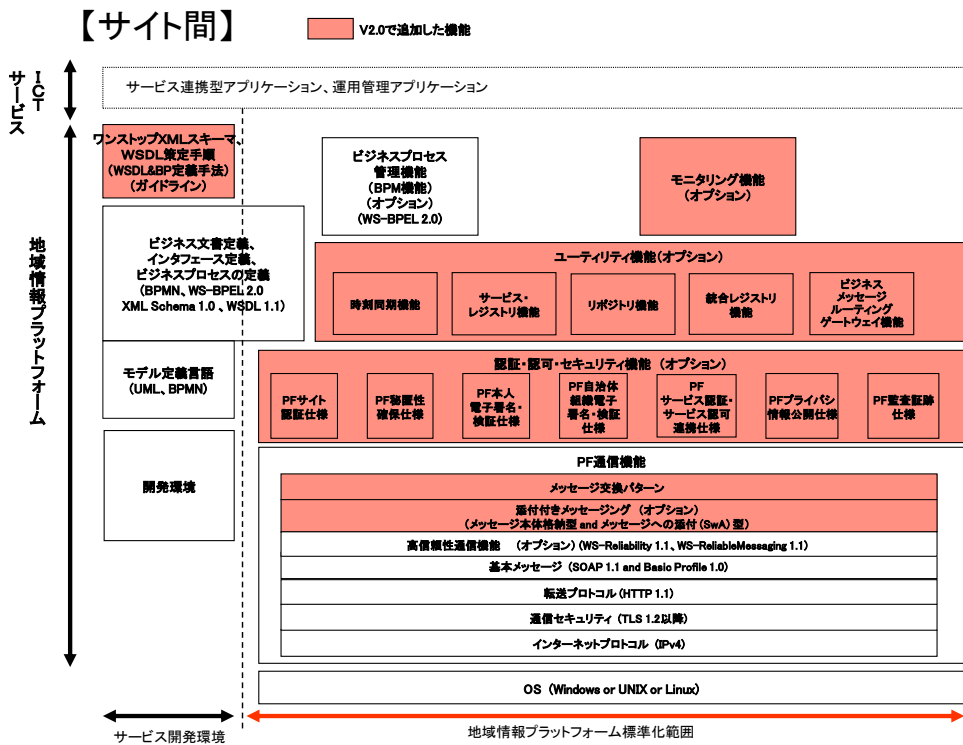 【サイト間】
V2.0で追加した機能
ICT
サービス
サービス連携型アプリケーション、運用管理アプリケーション
地域情報プラットフォーム
ワンストップXMLスキーマ、
WSDL策定手順
(WSDL&BP定義手法)
(ガイドライン)
ビジネスプロセス
管理機能
(BPM機能)
(オプション)
(WS-BPEL 2.0)
モニタリング機能
(オプション)
ビジネス文書定義、
インタフェース定義、
ビジネスプロセスの定義
(BPMN、WS-BPEL 2.0
XML Schema 1.0 、WSDL 1.1)
ユーティリティ機能(オプション)
時刻同期機能
サービス・
レジストリ機能
リポジトリ機能
統合レジストリ
機能
ビジネス
メッセージ
ルーティング
ゲートウェイ機能
モデル定義言語
(UML、BPMN)
認証・認可・セキュリティ機能 (オプション)
PFサイト
認証仕様
PF秘匿性
確保仕様
PF本人
電子署名・
検証仕様
PF自治体
組織電子
署名・検証
仕様
PF
サービス認証・
サービス認可
連携仕様
PFプライバシ
情報公開仕様
PF監査証跡
仕様
開発環境
PF通信機能
メッセージ交換パターン
添付付きメッセージング (オプション)
(メッセージ本体格納型 and メッセージへの添付 (SwA) 型)
高信頼性通信機能 (オプション) (WS-Reliability 1.1、WS-ReliableMessaging 1.1)
基本メッセージ (SOAP 1.1 and Basic Profile 1.0)
転送プロトコル (HTTP 1.1)
通信セキュリティ (TLS 1.2以降)
インターネットプロトコル (IPv4)
OS (Windows or UNIX or Linux)
サービス開発環境
地域情報プラットフォーム標準化範囲